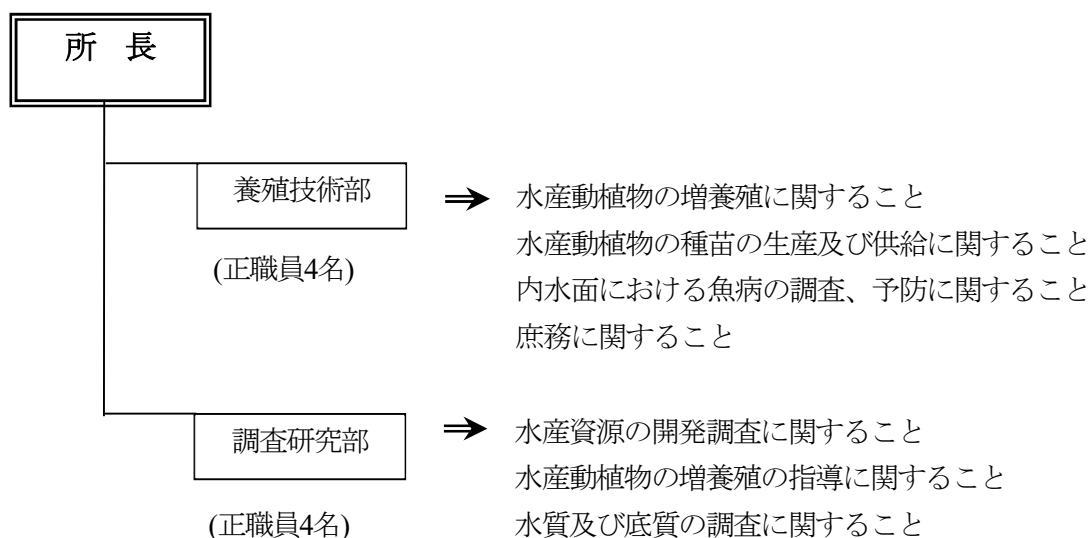 所　長
養殖技術部
(正職員4名)
⇒ 水産動植物の増養殖に関すること
水産動植物の種苗の生産及び供給に関すること
内水面における魚病の調査、予防に関すること
庶務に関すること
調査研究部
(正職員4名)
⇒ 水産資源の開発調査に関すること
水産動植物の増養殖の指導に関すること
水質及び底質の調査に関すること